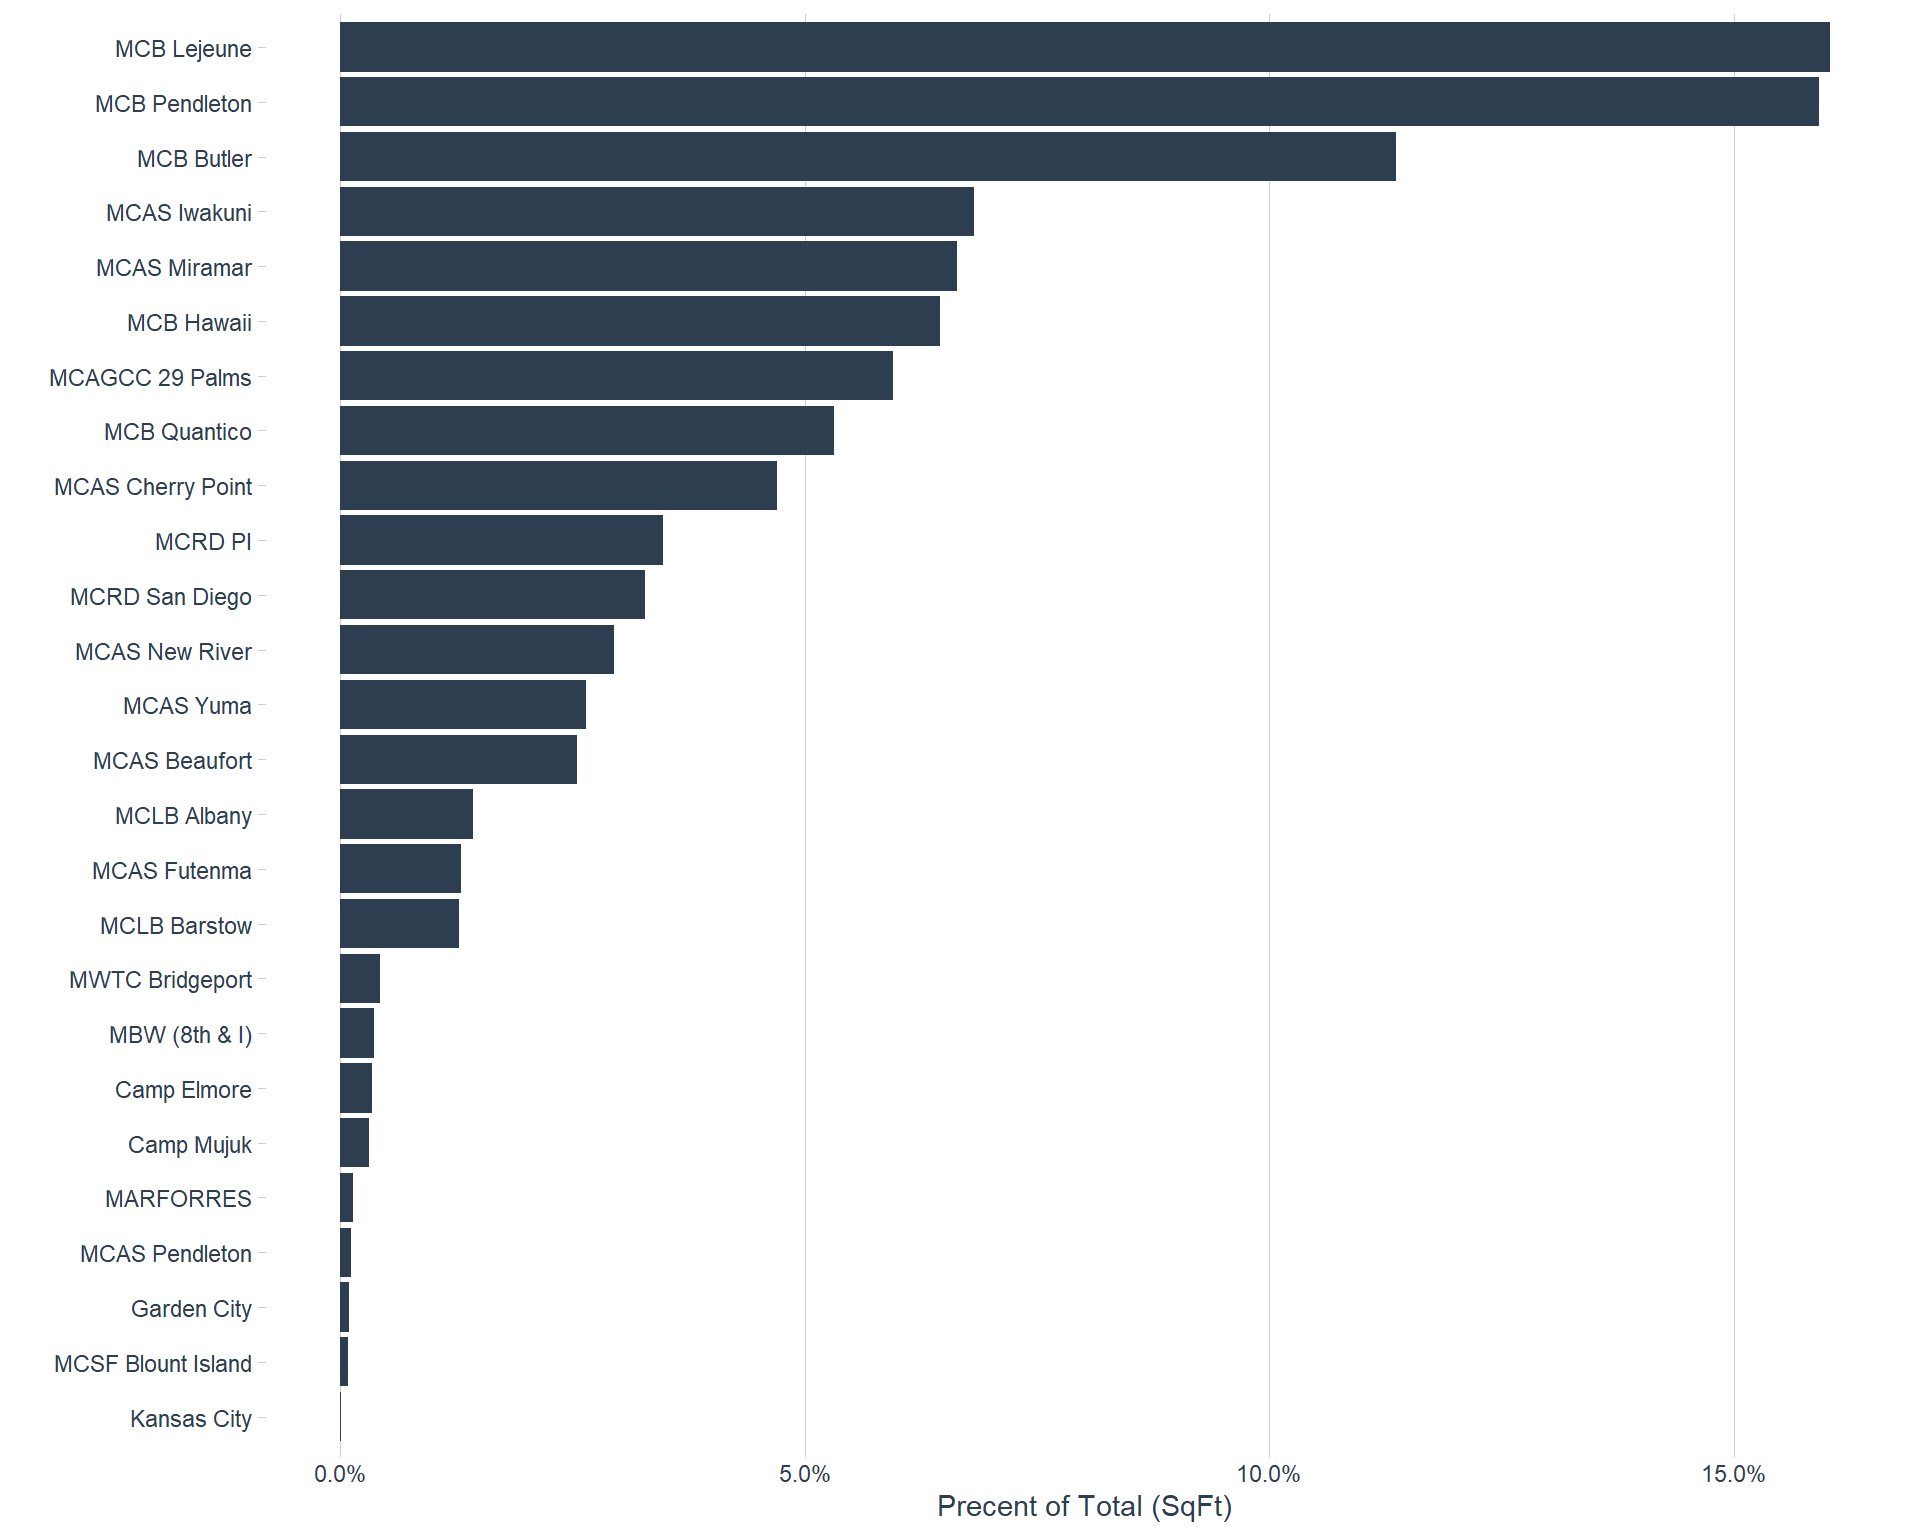 MCB Lejeune
MCB Pendleton
MCB Butler
MCAS Iwakuni
MCAS Miramar
MCB Hawaii
MCAGCC 29 Palms
MCB Quantico
MCAS Cherry Point
MCRD PI
MCRD San Diego
MCAS New River
MCAS Yuma
MCAS Beaufort
MCLB Albany
MCAS Futenma
MCLB Barstow
MWTC Bridgeport
MBW (8th & I)
Camp Elmore
Camp Mujuk
MARFORRES
MCAS Pendleton
Garden City
MCSF Blount Island
Kansas City
0.0% 5.0% 10.0% 15.0%
Precent of Total (SqFt)